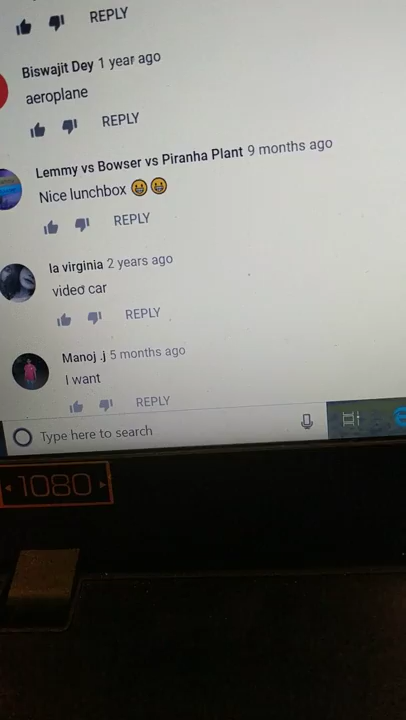 REPLY
Biswajit Dey 1 year ago
aeroplane
REPLY
Lemmy vs Bowser vs Piranha Plant 9 months ago
Nice lunchbox 😁😁
REPLY
la virginia 2 years ago
video car
REPLY
Manoj .j 5 months ago
I want
REPLY
Type here to search
1080